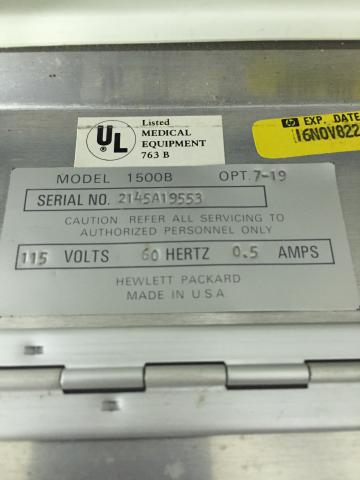 Listed
MEDICAL
EQUIPMENT
763 B
UL
hp EXP. DATE
16NOV822
MODEL 1500B OPT. 7-19
SERIAL NO. 2145A19553
CAUTION REFER ALL SERVICING TO
AUTHORIZED PERSONNEL ONLY
115 VOLTS 60 HERTZ 0.5 AMPS
HEWLETT PACKARD
MADE IN U.S.A.